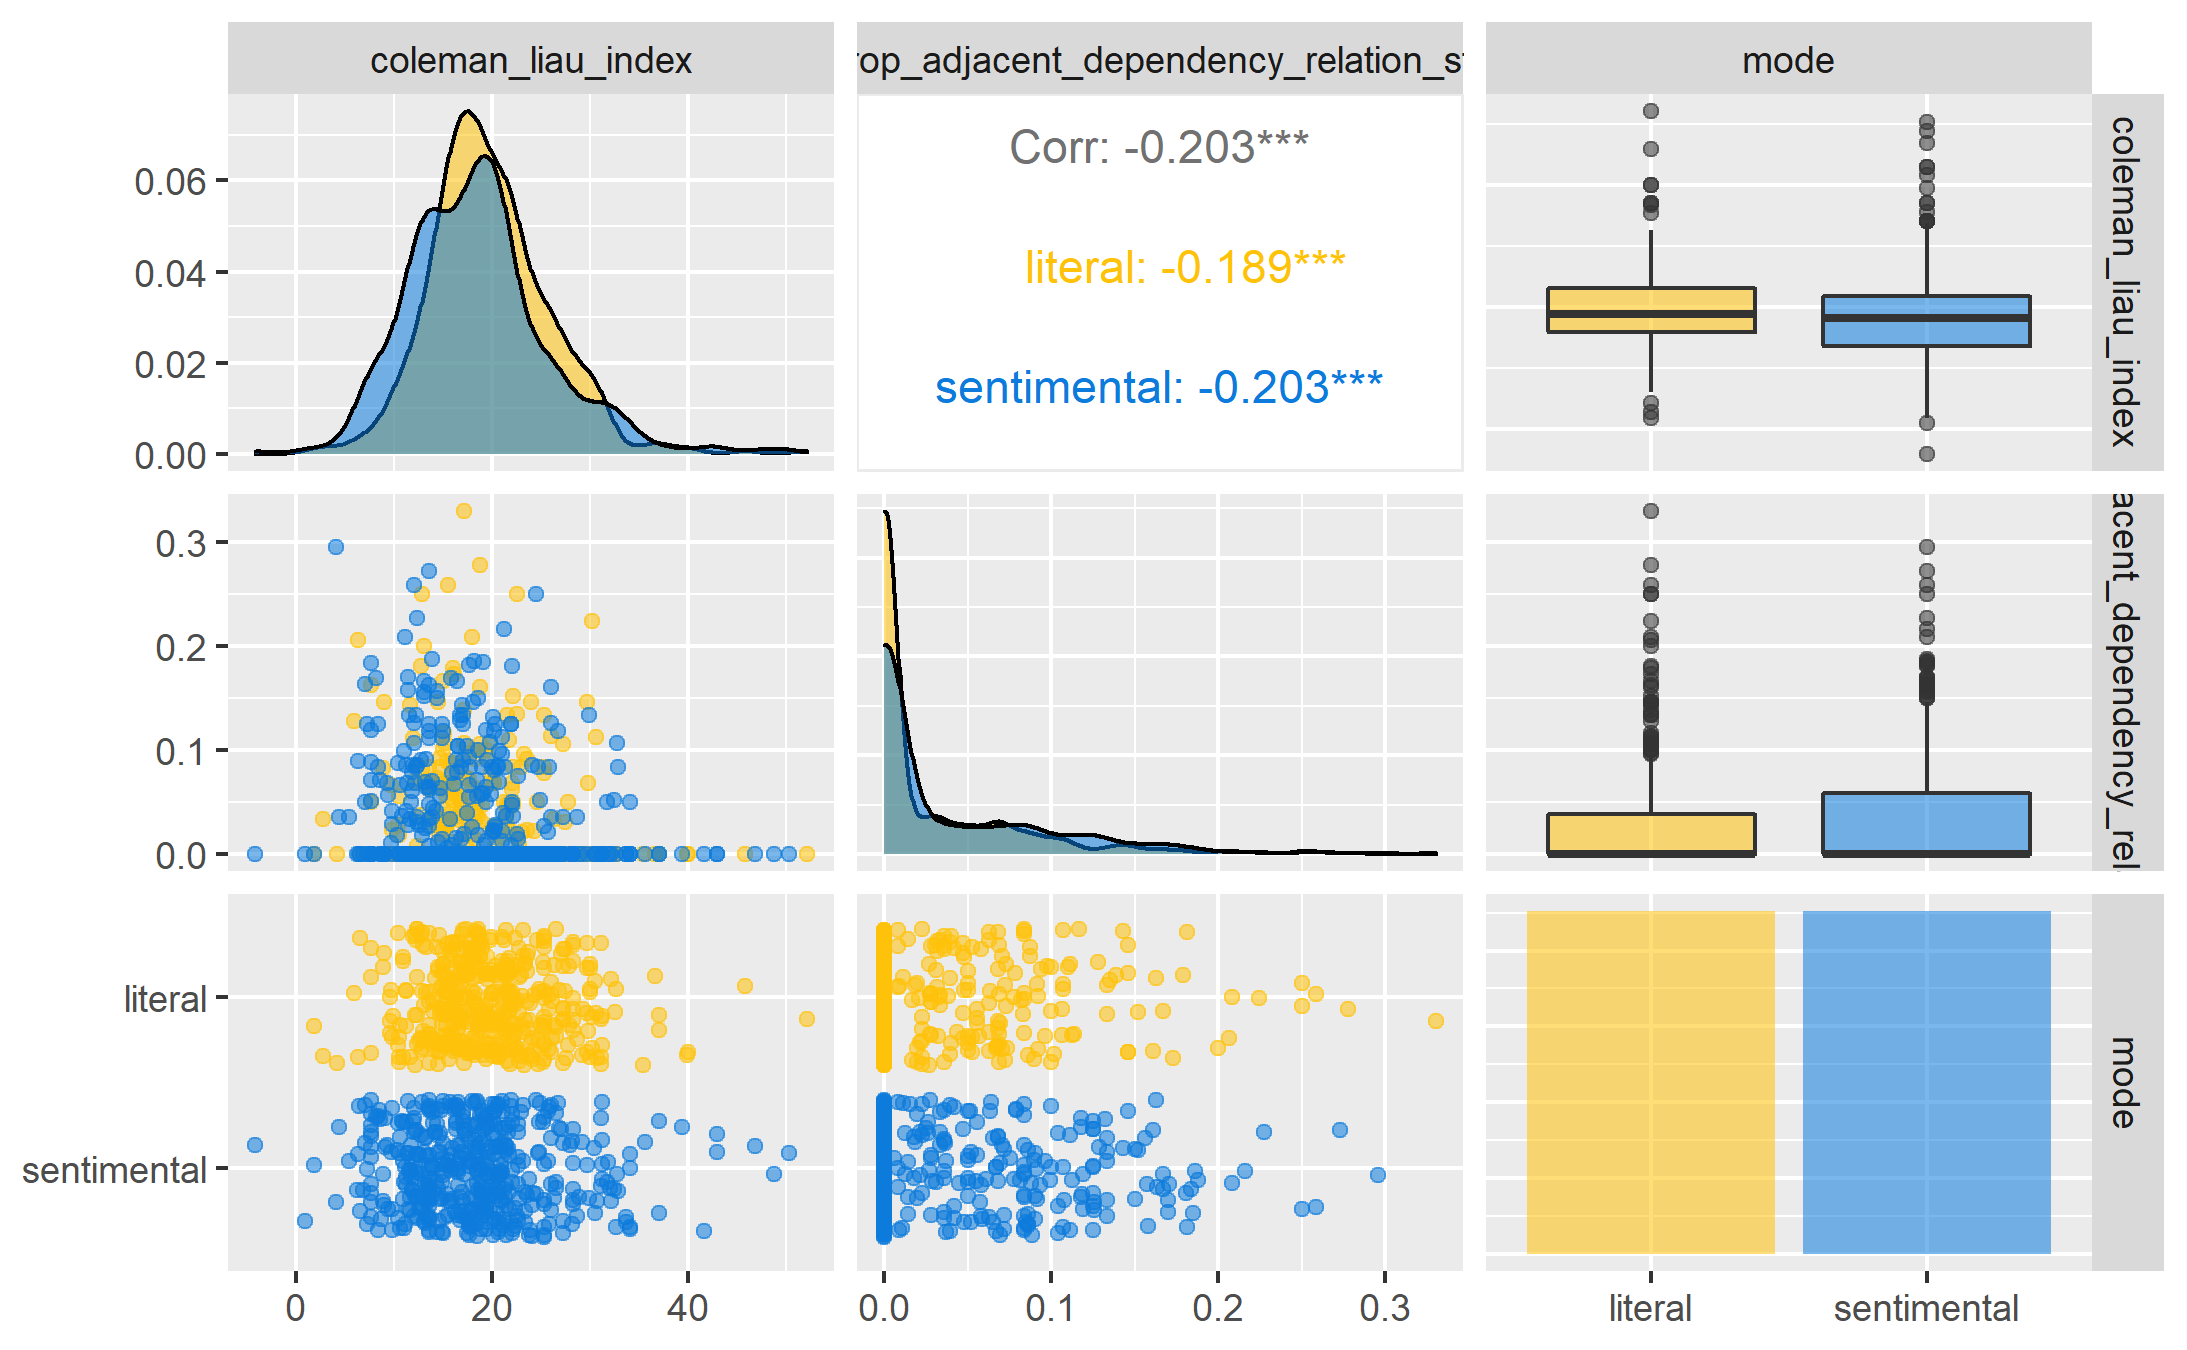 coleman_liau_index
rop_adjacent_dependency_relation_s
mode
0.06
0.04
0.02
0.00
Corr: -0.203***
literal: -0.189***
sentimental: -0.203***
coleman_liau_index
0.3
0.2
0.1
0.0
acent_dependency_rel
literal
sentimental
mode
0
20
40
0.0
0.1
0.2
0.3
literal
sentimental